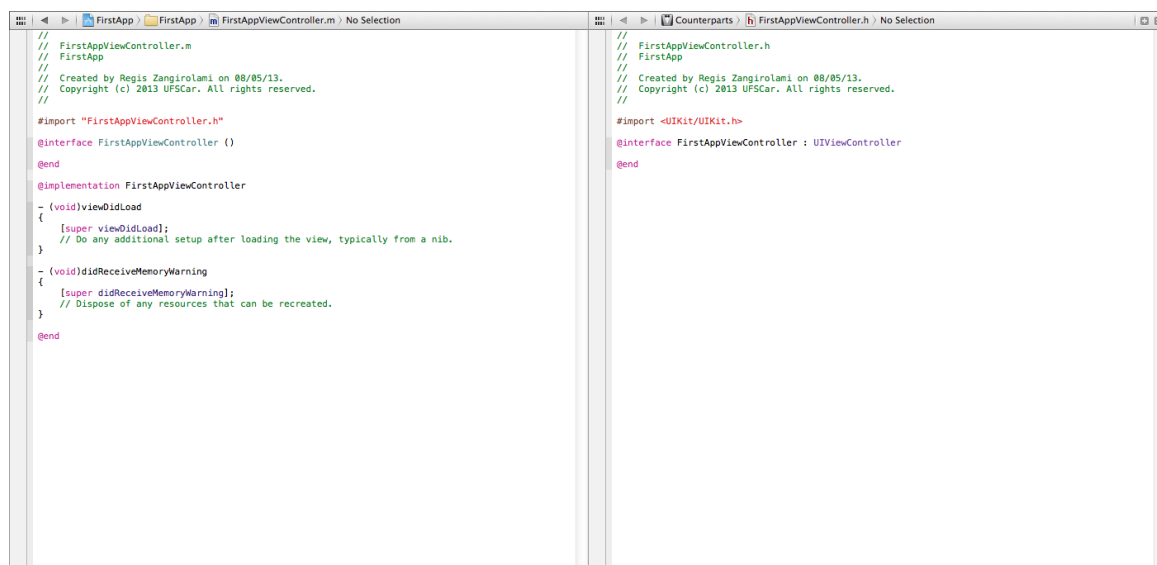 FirstApp FirstApp FirstAppViewController.m No Selection
//
//  FirstAppViewController.m
//  FirstApp
//
//  Created by Regis Zangirolami on 08/05/13.
//  Copyright (c) 2013 UFSCar. All rights reserved.
//
#import "FirstAppViewController.h"
@interface FirstAppViewController ()
@end
@implementation FirstAppViewController
- (void)viewDidLoad
{
    [super viewDidLoad];
    // Do any additional setup after loading the view, typically from a nib.
}
- (void)didReceiveMemoryWarning
{
    [super didReceiveMemoryWarning];
    // Dispose of any resources that can be recreated.
}
@end
Counterparts FirstAppViewController.h No Selection
//
//  FirstAppViewController.h
//  FirstApp
//
//  Created by Regis Zangirolami on 08/05/13.
//  Copyright (c) 2013 UFSCar. All rights reserved.
//
#import <UIKit/UIKit.h>
@interface FirstAppViewController : UIViewController
@end